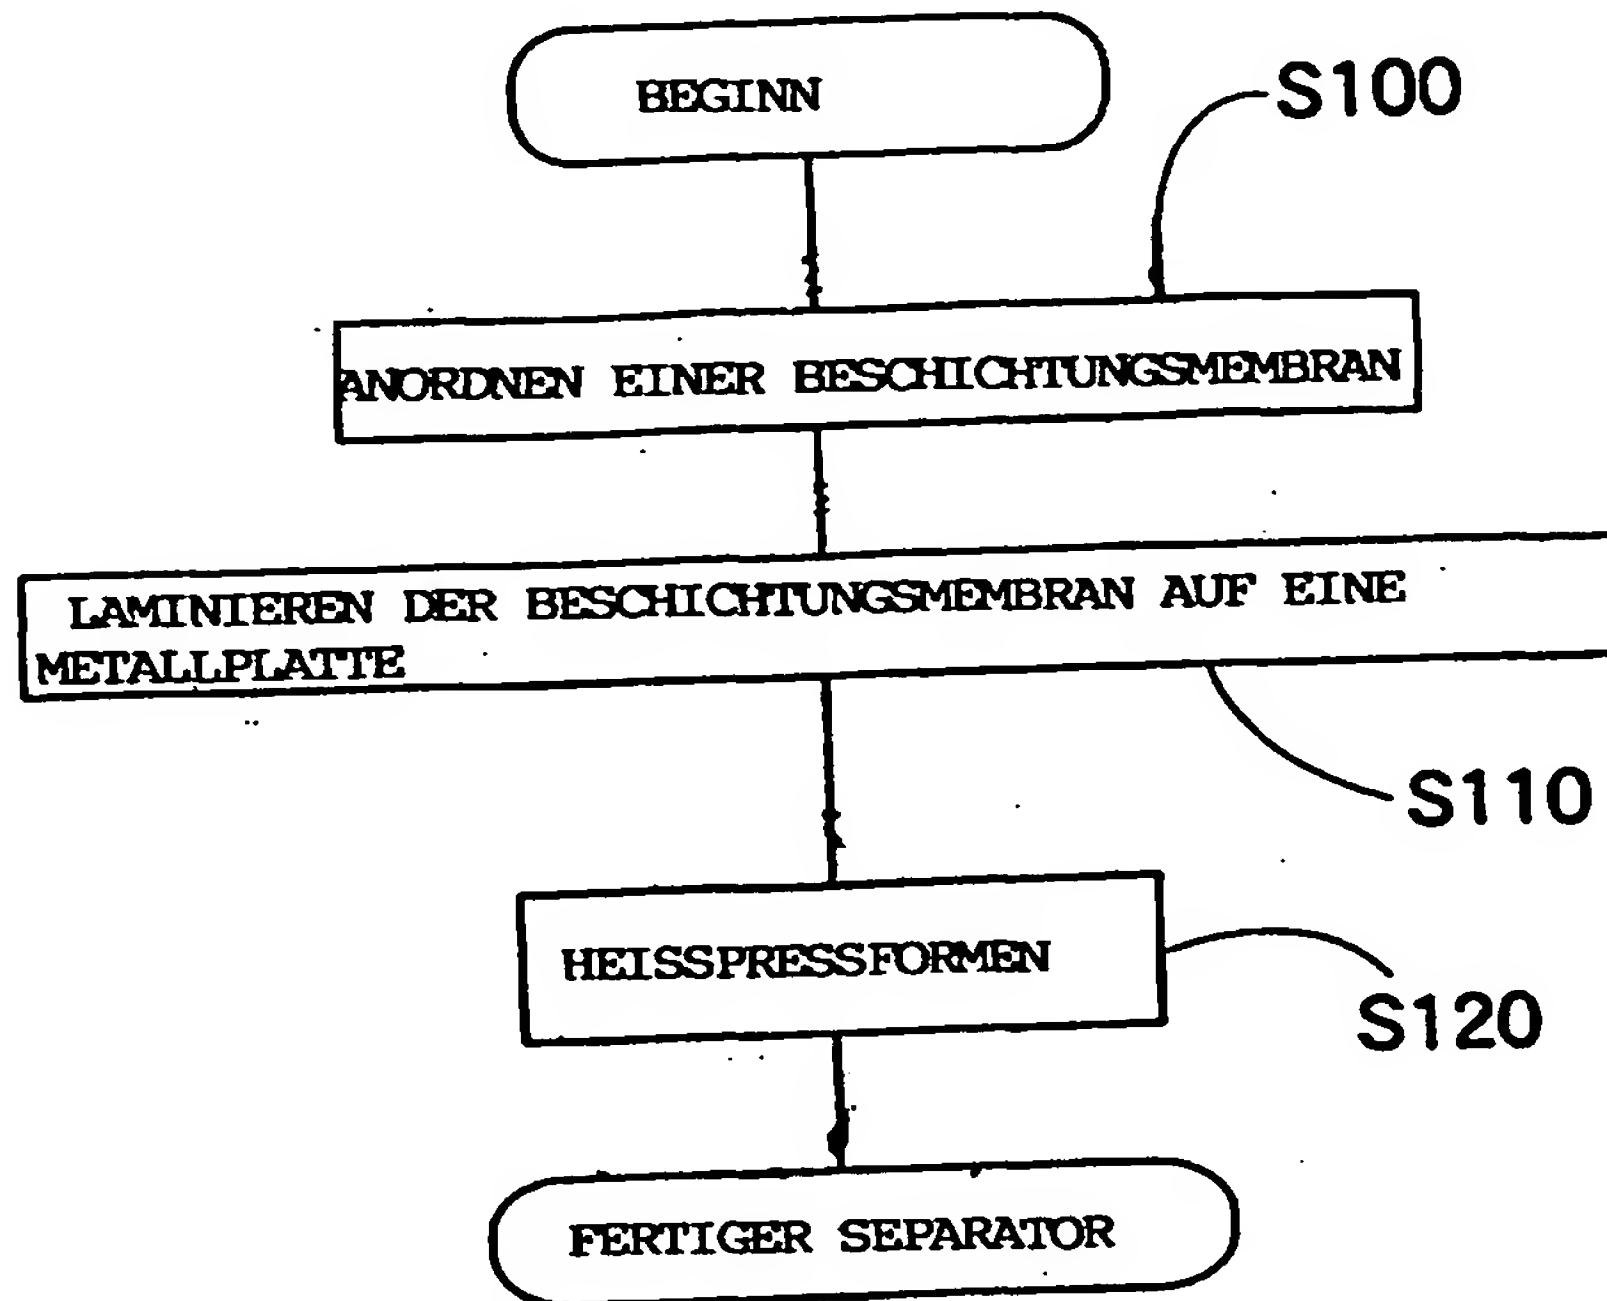 BEGINN
S100
ANORDNEN EINER BESCHICHTUNGSMEMBRAN
LAMINIEREN DER BESCHICHTUNGSMEMBRAN AUF EINE
METALLPLATTE
S110
HEISSPRESSFORMEN
S120
FERTIGER SEPARATOR